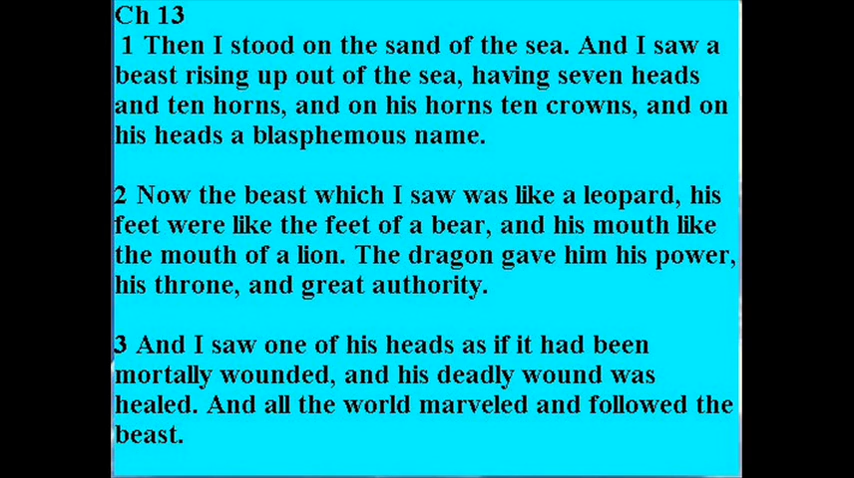 Ch 13
1 Then I stood on the sand of the sea. And I saw a
beast rising up out of the sea, having seven heads
and ten horns, and on his horns ten crowns, and on
his heads a blasphemous name.
2 Now the beast which I saw was like a leopard, his
feet were like the feet of a bear, and his mouth like
the mouth of a lion. The dragon gave him his power,
his throne, and great authority.
3 And I saw one of his heads as if it had been
mortally wounded, and his deadly wound was
healed. And all the world marveled and followed the
beast.